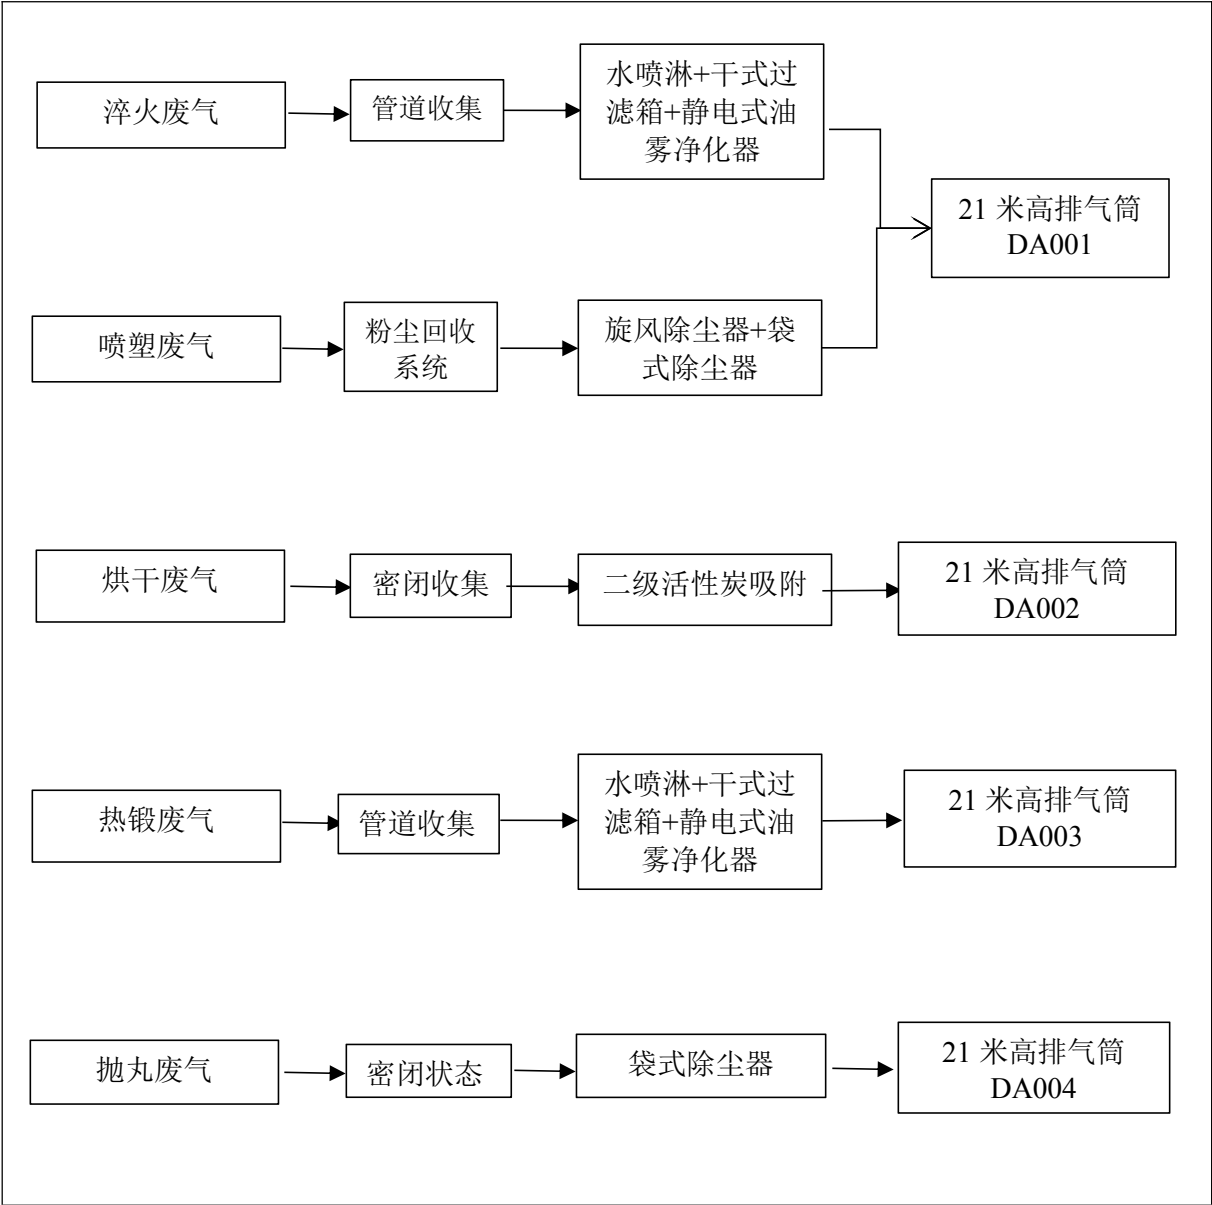 淬火废气
管道收集
水喷淋+干式过
滤箱+静电式油
雾净化器
21 米高排气筒
DA001
喷塑废气
粉尘回收
系统
旋风除尘器+袋
式除尘器
烘干废气
密闭收集
二级活性炭吸附
21 米高排气筒
DA002
热锻废气
管道收集
水喷淋+干式过
滤箱+静电式油
雾净化器
21 米高排气筒
DA003
抛丸废气
密闭状态
袋式除尘器
21 米高排气筒
DA004